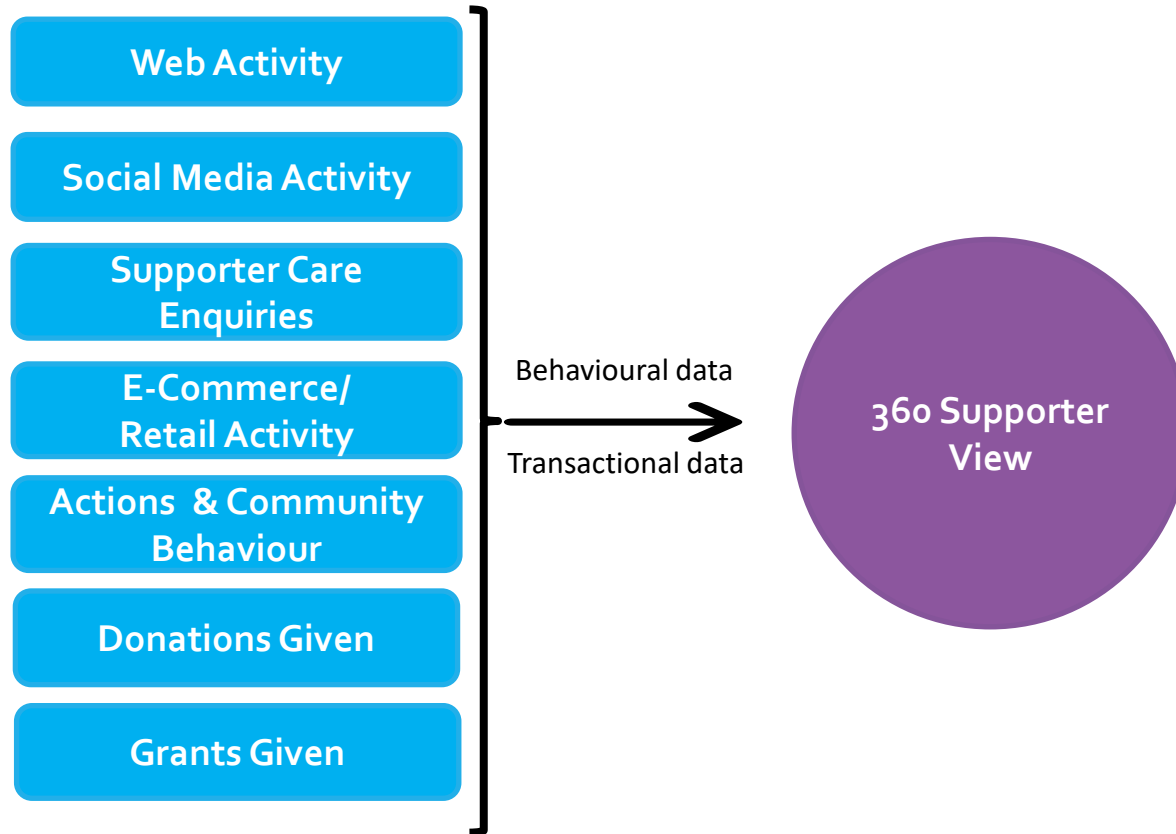 Web Activity
Social Media Activity
Supporter Care
Enquiries
E-Commerce/
Retail Activity
Actions & Community
Behaviour
Donations Given
Grants Given
Behavioural data
Transactional data
360 Supporter
View